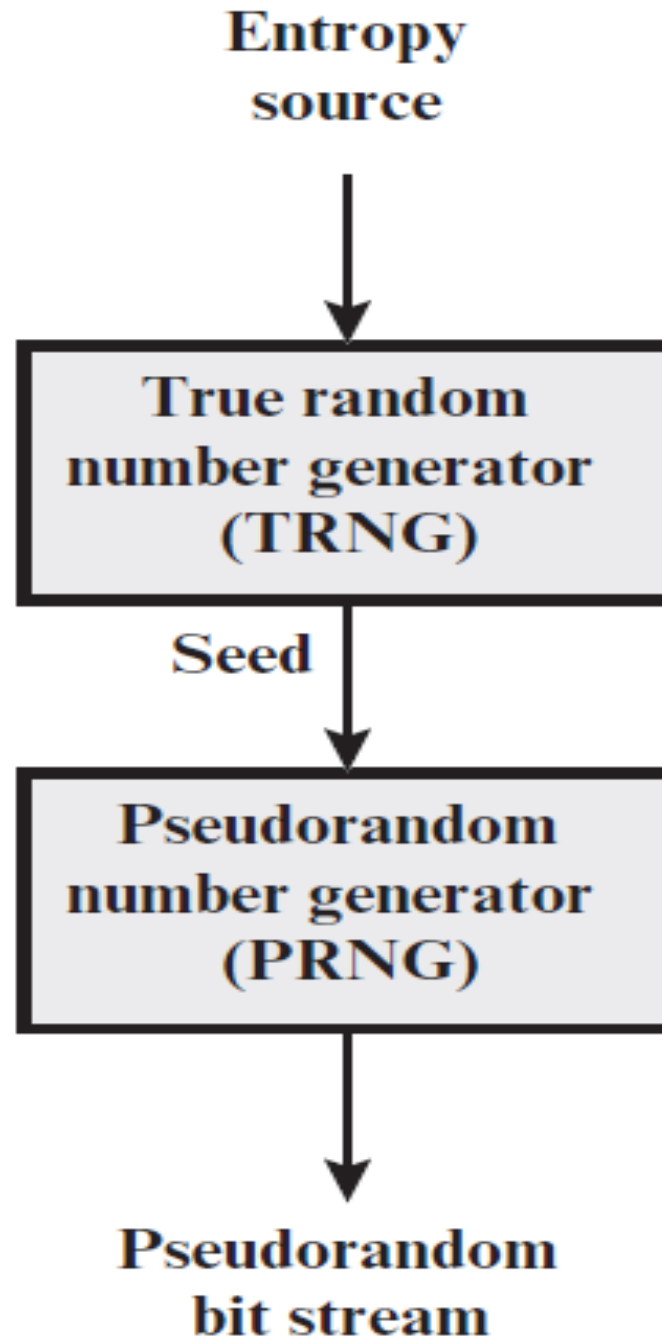 Entropy
source
True random
number generator
(TRNG)
Seed
Pseudorandom
number generator
(PRNG)
Pseudorandom
bit stream